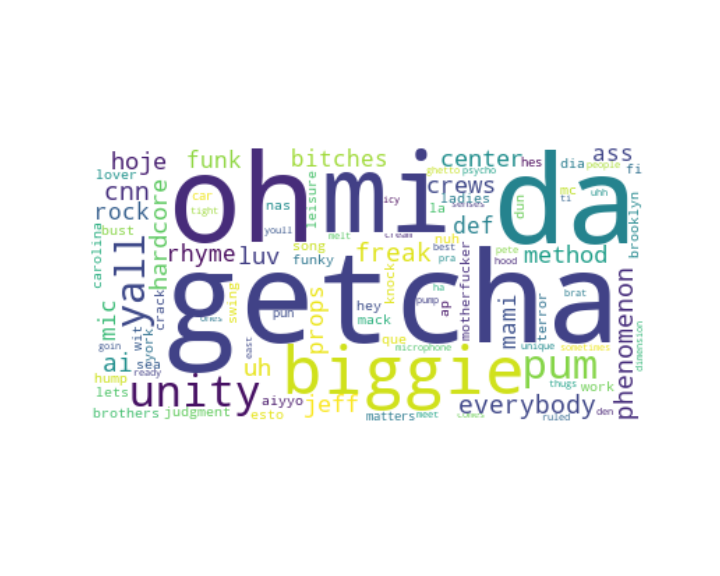 hoje funk bitches center hes ass
lover ghetto psycho dia people fi
cnn car nas leisure icy crews ladies mc
rock tight oh mi la da ti
bust youll cream senses def dun uhh brooklyn
carolina yall hardcore rhyme luv song funky melt freak nuh best pra pete hood method
mic crack swing getcha props hey knock ha motherfucker mami brat phenomenon
goin wit york ones pun mack pump ap terror
east que microphone unique sometimes dimension
ai sea uh biggie pum
hump ready thugs work
lets unity aiyyo jeff everybody den
brothers judgment esto matters meet comes ruled